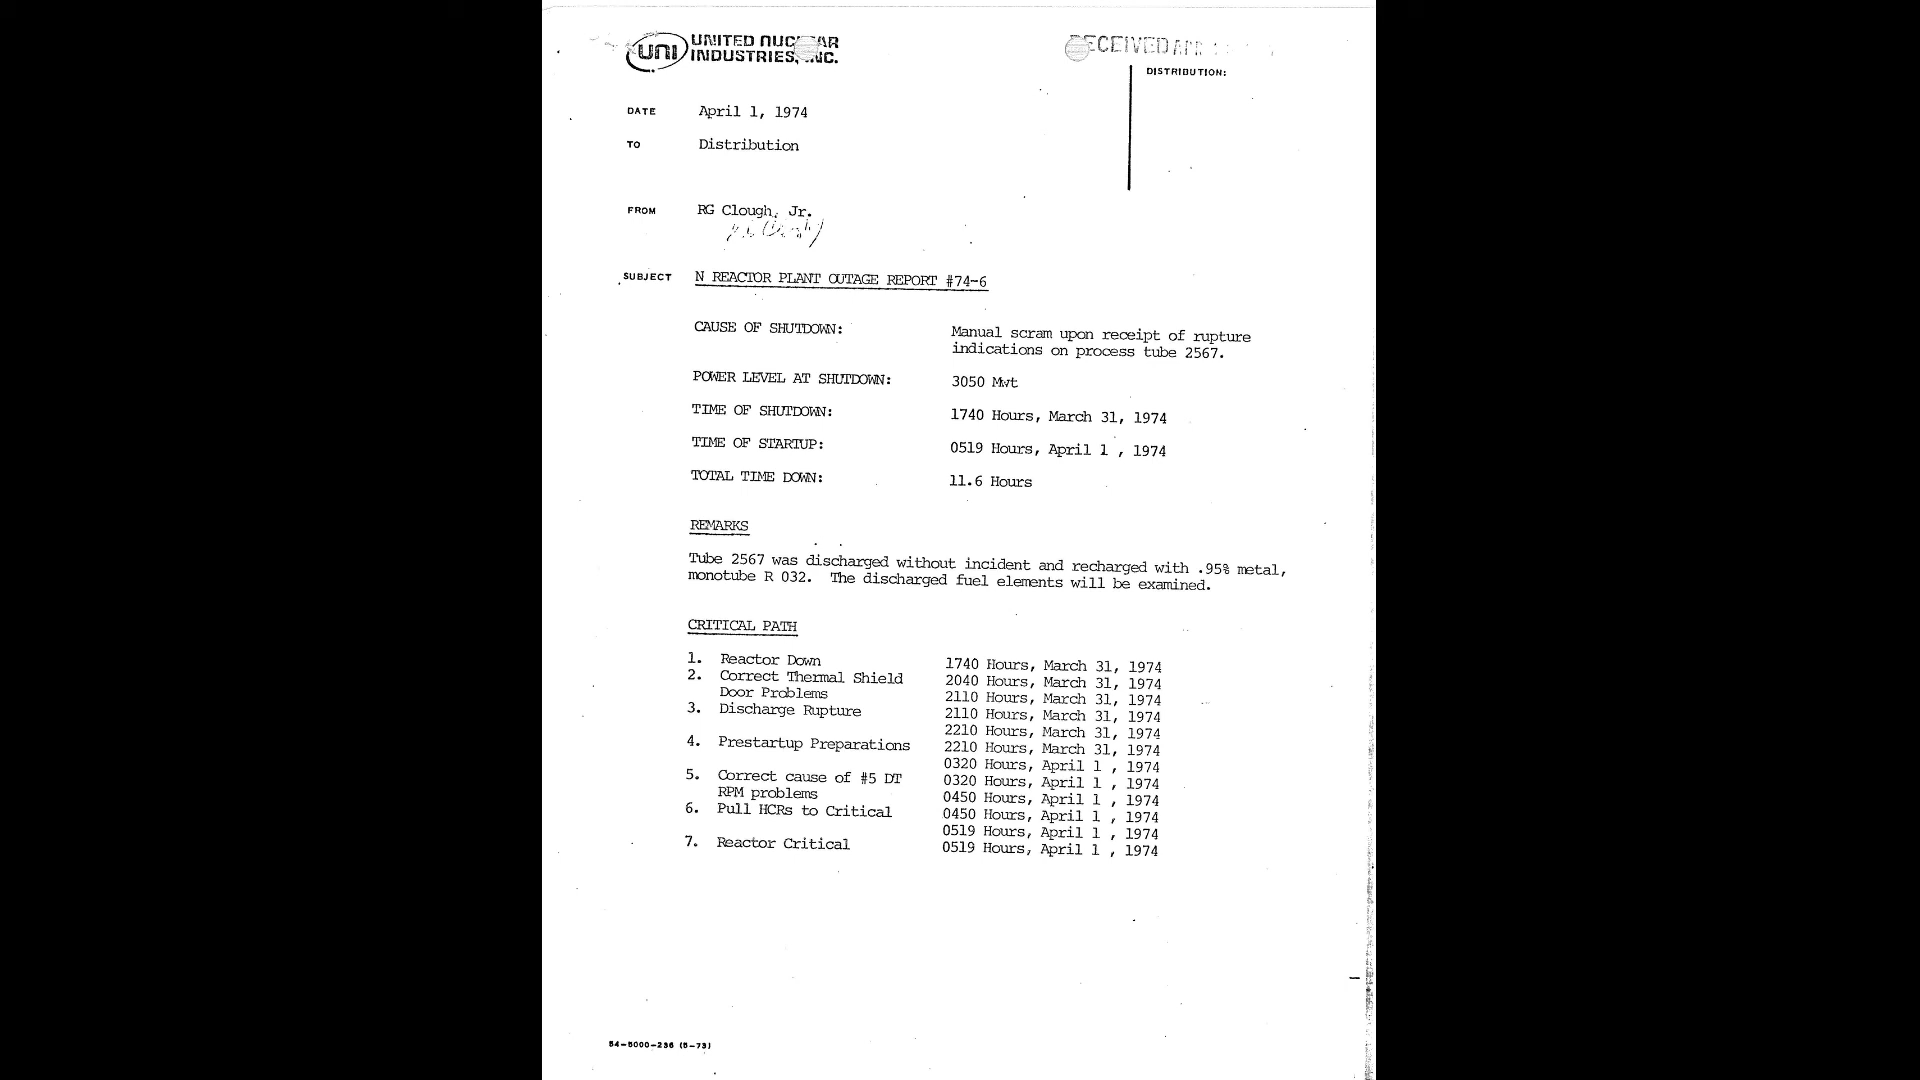 UNI UNITED NUCLEAR
INDUSTRIES, INC.
RECEIVED APR
DISTRIBUTION:
DATE April 1, 1974
TO Distribution
FROM RG Clough, Jr.
SUBJECT N REACTOR PLANT OUTAGE REPORT #74-6
CAUSE OF SHUTDOWN: Manual scram upon receipt of rupture
indications on process tube 2567.
POWER LEVEL AT SHUTDOWN: 3050 Mwt
TIME OF SHUTDOWN: 1740 Hours, March 31, 1974
TIME OF STARTUP: 0519 Hours, April 1 , 1974
TOTAL TIME DOWN: 11.6 Hours
REMARKS
Tube 2567 was discharged without incident and recharged with .95% metal,
monotube R 032. The discharged fuel elements will be examined.
CRITICAL PATH
1. Reactor Down 1740 Hours, March 31, 1974
2. Correct Thermal Shield 2040 Hours, March 31, 1974
Door Problems 2110 Hours, March 31, 1974
3. Discharge Rupture 2110 Hours, March 31, 1974
2210 Hours, March 31, 1974
4. Prestartup Preparations 2210 Hours, March 31, 1974
0320 Hours, April 1 , 1974
5. Correct cause of #5 DT 0320 Hours, April 1 , 1974
RPM problems 0450 Hours, April 1 , 1974
6. Pull HCRs to Critical 0450 Hours, April 1 , 1974
0519 Hours, April 1 , 1974
7. Reactor Critical 0519 Hours, April 1 , 1974
54-5000-236 (5-73)